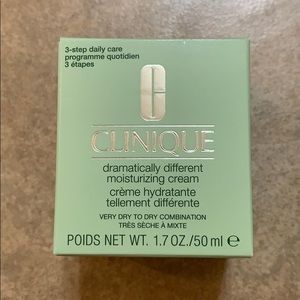 3-step daily care
programme quotidien
3 étapes
CLINIQUE
dramatically different
moisturizing cream
crème hydratante
tellement différente
VERY DRY TO DRY COMBINATION
TRÈS SÈCHE À MIXTE
POIDS NET WT. 1.7 OZ./50 ml ℮